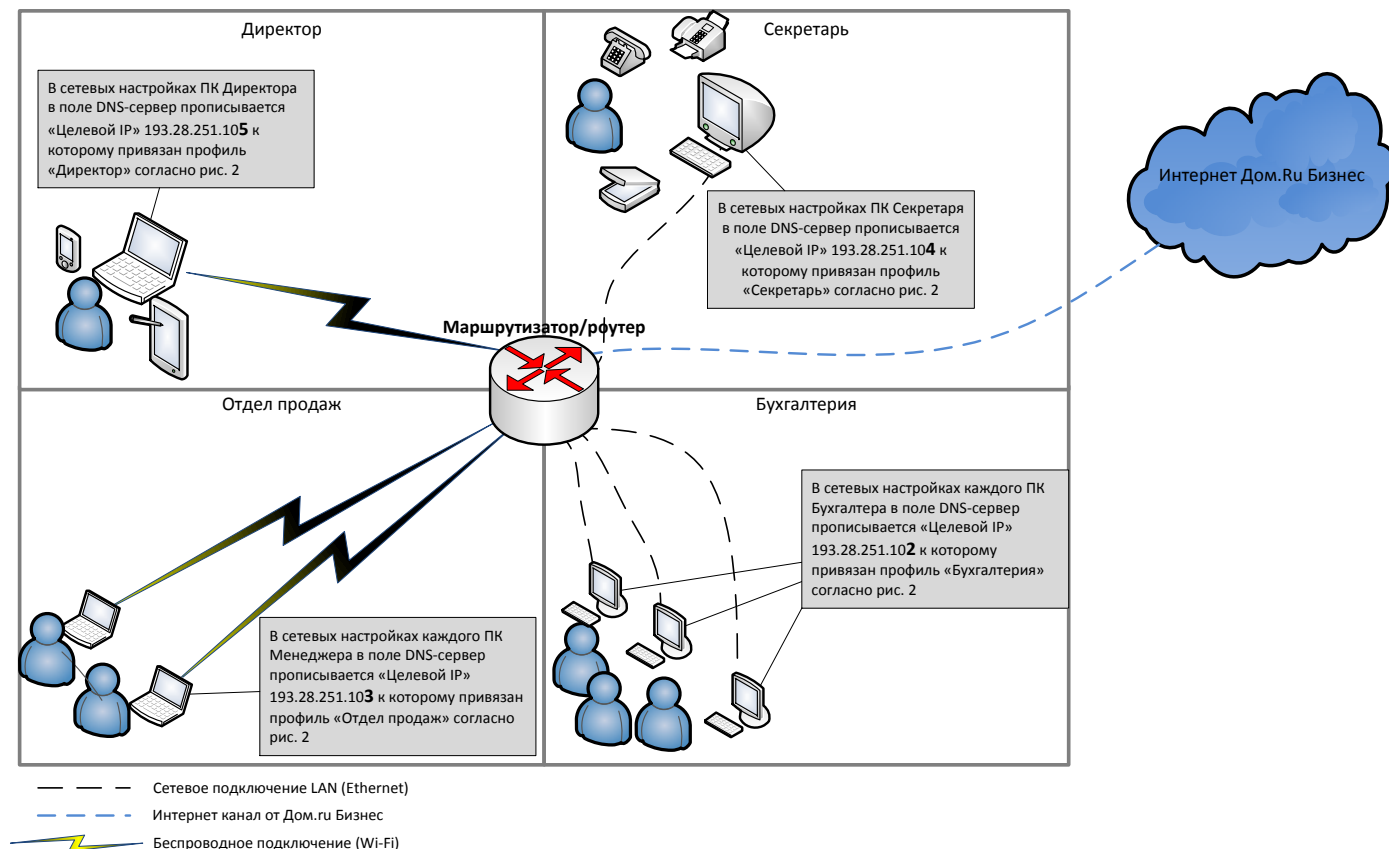 Директор
В сетевых настройках ПК Директора
в поле DNS-сервер прописывается
«Целевой IP» 193.28.251.105 к
которому привязан профиль
«Директор» согласно рис. 2
Секретарь
В сетевых настройках ПК Секретаря
в поле DNS-сервер прописывается
«Целевой IP» 193.28.251.104 к
которому привязан профиль
«Секретарь» согласно рис. 2
Интернет Дом.Ru Бизнес
Маршрутизатор/роутер
Отдел продаж
В сетевых настройках каждого ПК
Менеджера в поле DNS-сервер
прописывается «Целевой IP»
193.28.251.103 к которому привязан
профиль «Отдел продаж» согласно
рис. 2
Бухгалтерия
В сетевых настройках каждого ПК
Бухгалтера в поле DNS-сервер
прописывается «Целевой IP»
193.28.251.102 к которому
привязан профиль «Бухгалтерия»
согласно рис. 2
Сетевое подключение LAN (Ethernet)
Интернет канал от Дом.ru Бизнес
Беспроводное подключение (Wi-Fi)